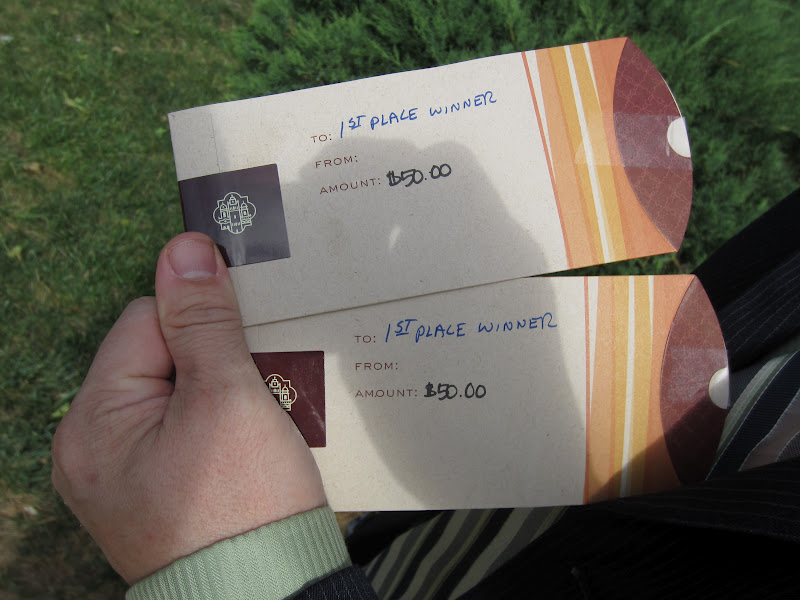 TO: 1ST PLACE WINNER
FROM:
AMOUNT: $50.00
TO: 1ST PLACE WINNER
FROM:
AMOUNT: $50.00